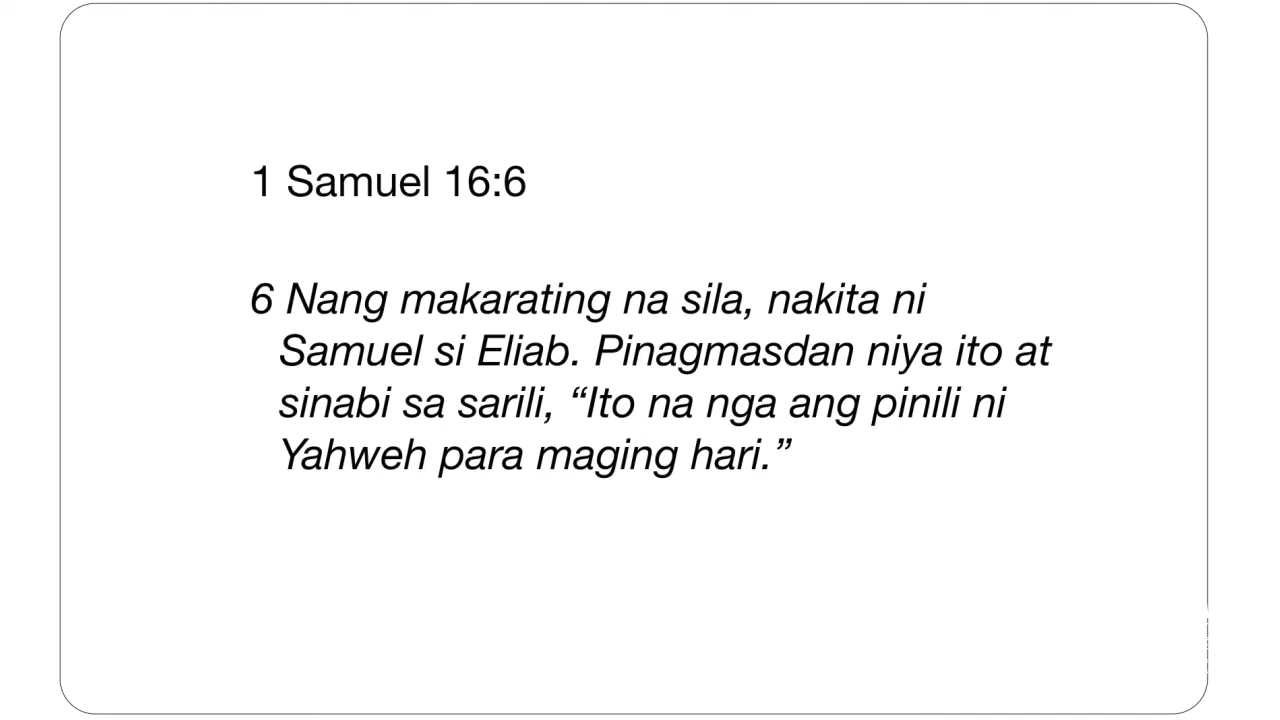 1 Samuel 16:6
6 Nang makarating na sila, nakita ni
Samuel si Eliab. Pinagmasdan niya ito at
sinabi sa sarili, “Ito na nga ang pinili ni
Yahweh para maging hari.”